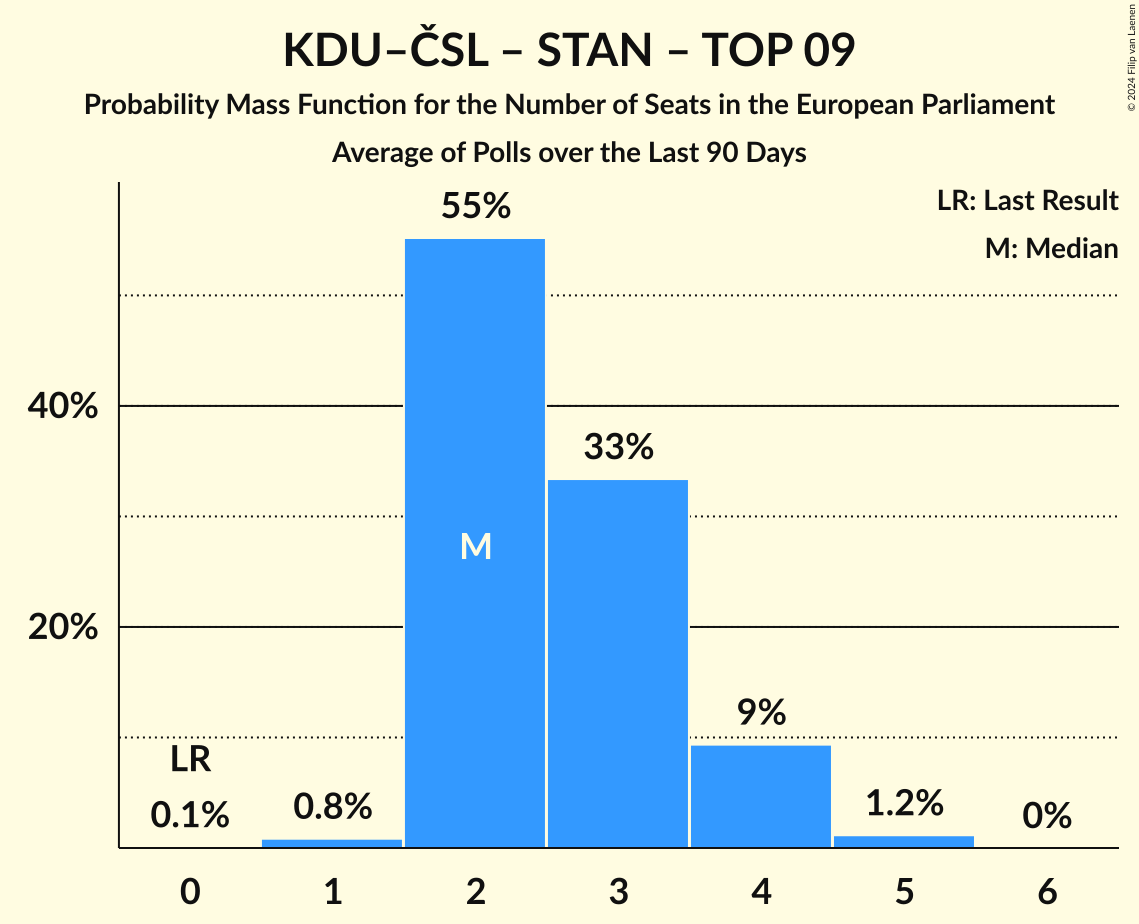 KDU–ČSL – STAN – TOP 09
Probability Mass Function for the Number of Seats in the European Parliament
Average of Polls over the Last 90 Days
© 2024 Filip van Laenen
LR: Last Result
M: Median
55%
40%
33%
M
20%
9%
LR
0.1%
0.8%
1.2%
0%
0 1 2 3 4 5 6